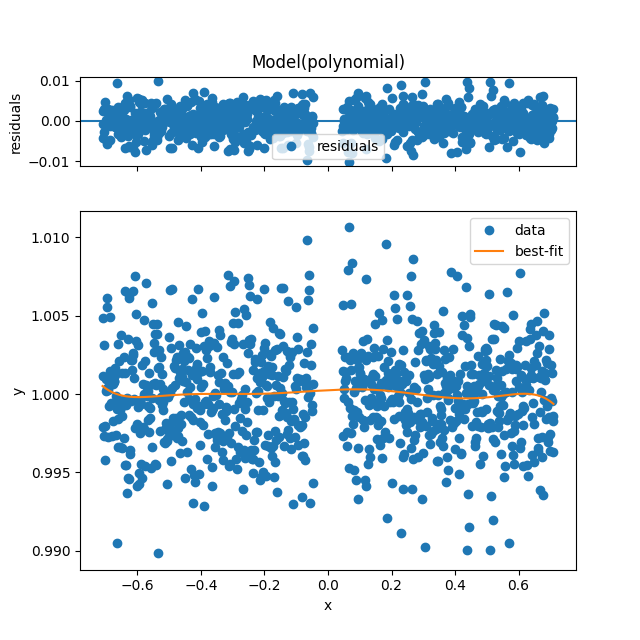 Model(polynomial)
0.01
0.00
−0.01
residuals
residuals
1.010
1.005
1.000
0.995
0.990
y
data
best-fit
−0.6
−0.4
−0.2
0.0
0.2
0.4
0.6
x